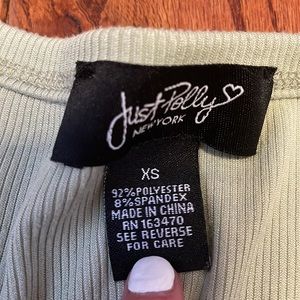 Just Polly
NEW YORK
XS
92% POLYESTER
8% SPANDEX
MADE IN CHINA
RN 163470
SEE REVERSE
FOR CARE